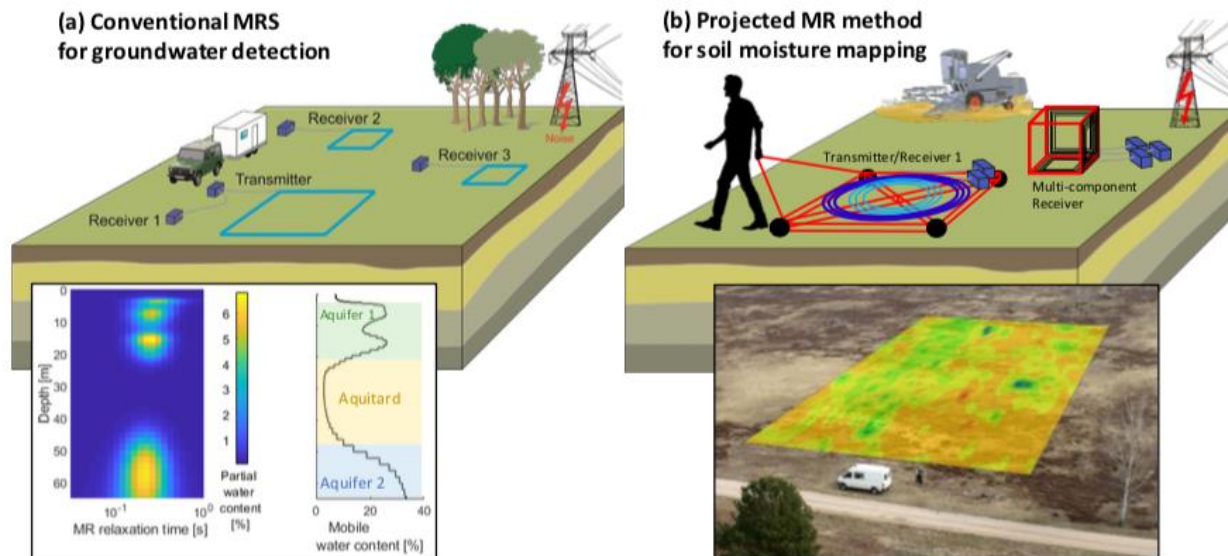 (a) Conventional MRS
for groundwater detection
Receiver 2
Noise
Receiver 3
Transmitter
Receiver 1
0
10
20
30
40
50
60
Depth [m]
10⁻¹
10⁰
MR relaxation time [s]
6
5
4
3
2
1
Partial
water
content
[%]
Aquifer 1
Aquitard
Aquifer 2
0
20
40
Mobile
water content [%]
(b) Projected MR method
for soil moisture mapping
Transmitter/Receiver 1
Multi-component
Receiver